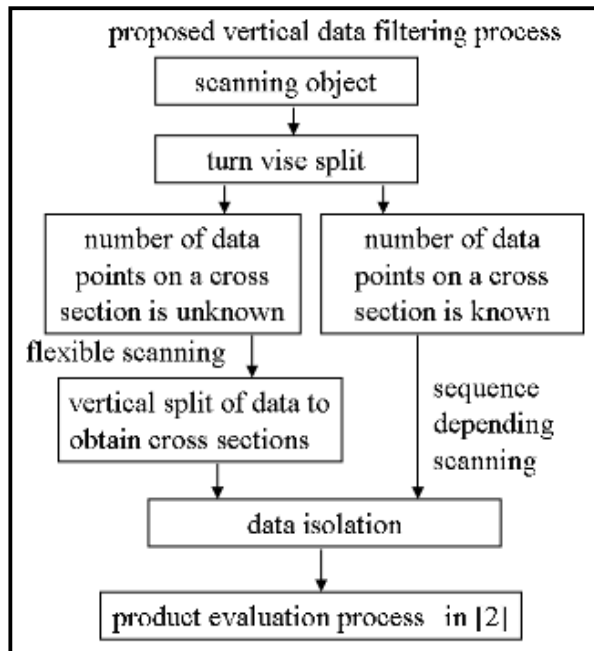 proposed vertical data filtering process
scanning object
turn vise split
number of data
points on a cross
section is unknown
number of data
points on a cross
section is known
flexible scanning
vertical split of data to
obtain cross sections
sequence
depending
scanning
data isolation
product evaluation process in [2]